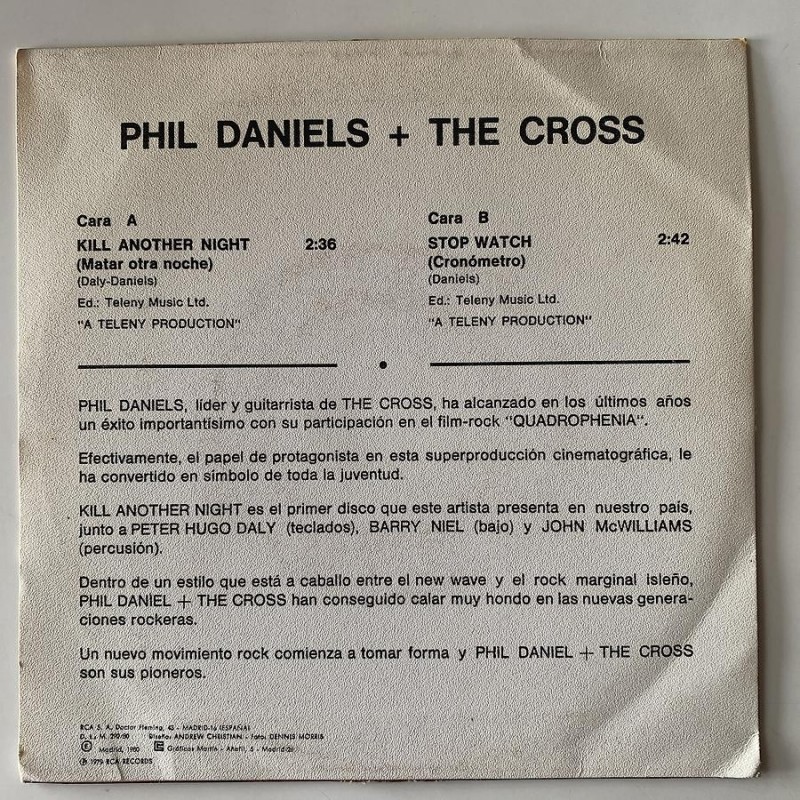 PHIL DANIELS + THE CROSS
Cara A
KILL ANOTHER NIGHT 2:36
(Matar otra noche)
(Daly-Daniels)
Ed.: Teleny Music Ltd.
"A TELENY PRODUCTION"
Cara B
STOP WATCH 2:42
(Cronómetro)
(Daniels)
Ed.: Teleny Music Ltd.
"A TELENY PRODUCTION"
PHIL DANIELS, líder y guitarrista de THE CROSS, ha alcanzado en los últimos años
un éxito importantísimo con su participación en el film-rock "QUADROPHENIA".
Efectivamente, el papel de protagonista en esta superproducción cinematográfica, le
ha convertido en símbolo de toda la juventud.
KILL ANOTHER NIGHT es el primer disco que este artista presenta en nuestro país,
junto a PETER HUGO DALY (teclados), BARRY NIEL (bajo) y JOHN McWILLIAMS
(percusión).
Dentro de un estilo que está a caballo entre el new wave y el rock marginal isleño,
PHIL DANIEL + THE CROSS han conseguido calar muy hondo en las nuevas genera-
ciones rockeras.
Un nuevo movimiento rock comienza a tomar forma y PHIL DANIEL + THE CROSS
son sus pioneros.
RCA S. A. Doctor Fleming, 43 - MADRID-16 (ESPAÑA)
Diseño: ANDREW CHRISTIAN - Foto: DENNIS MORRIS
Madrid, 1980 Gráficas - 5 - Madrid
℗ 1979 RCA RECORDS